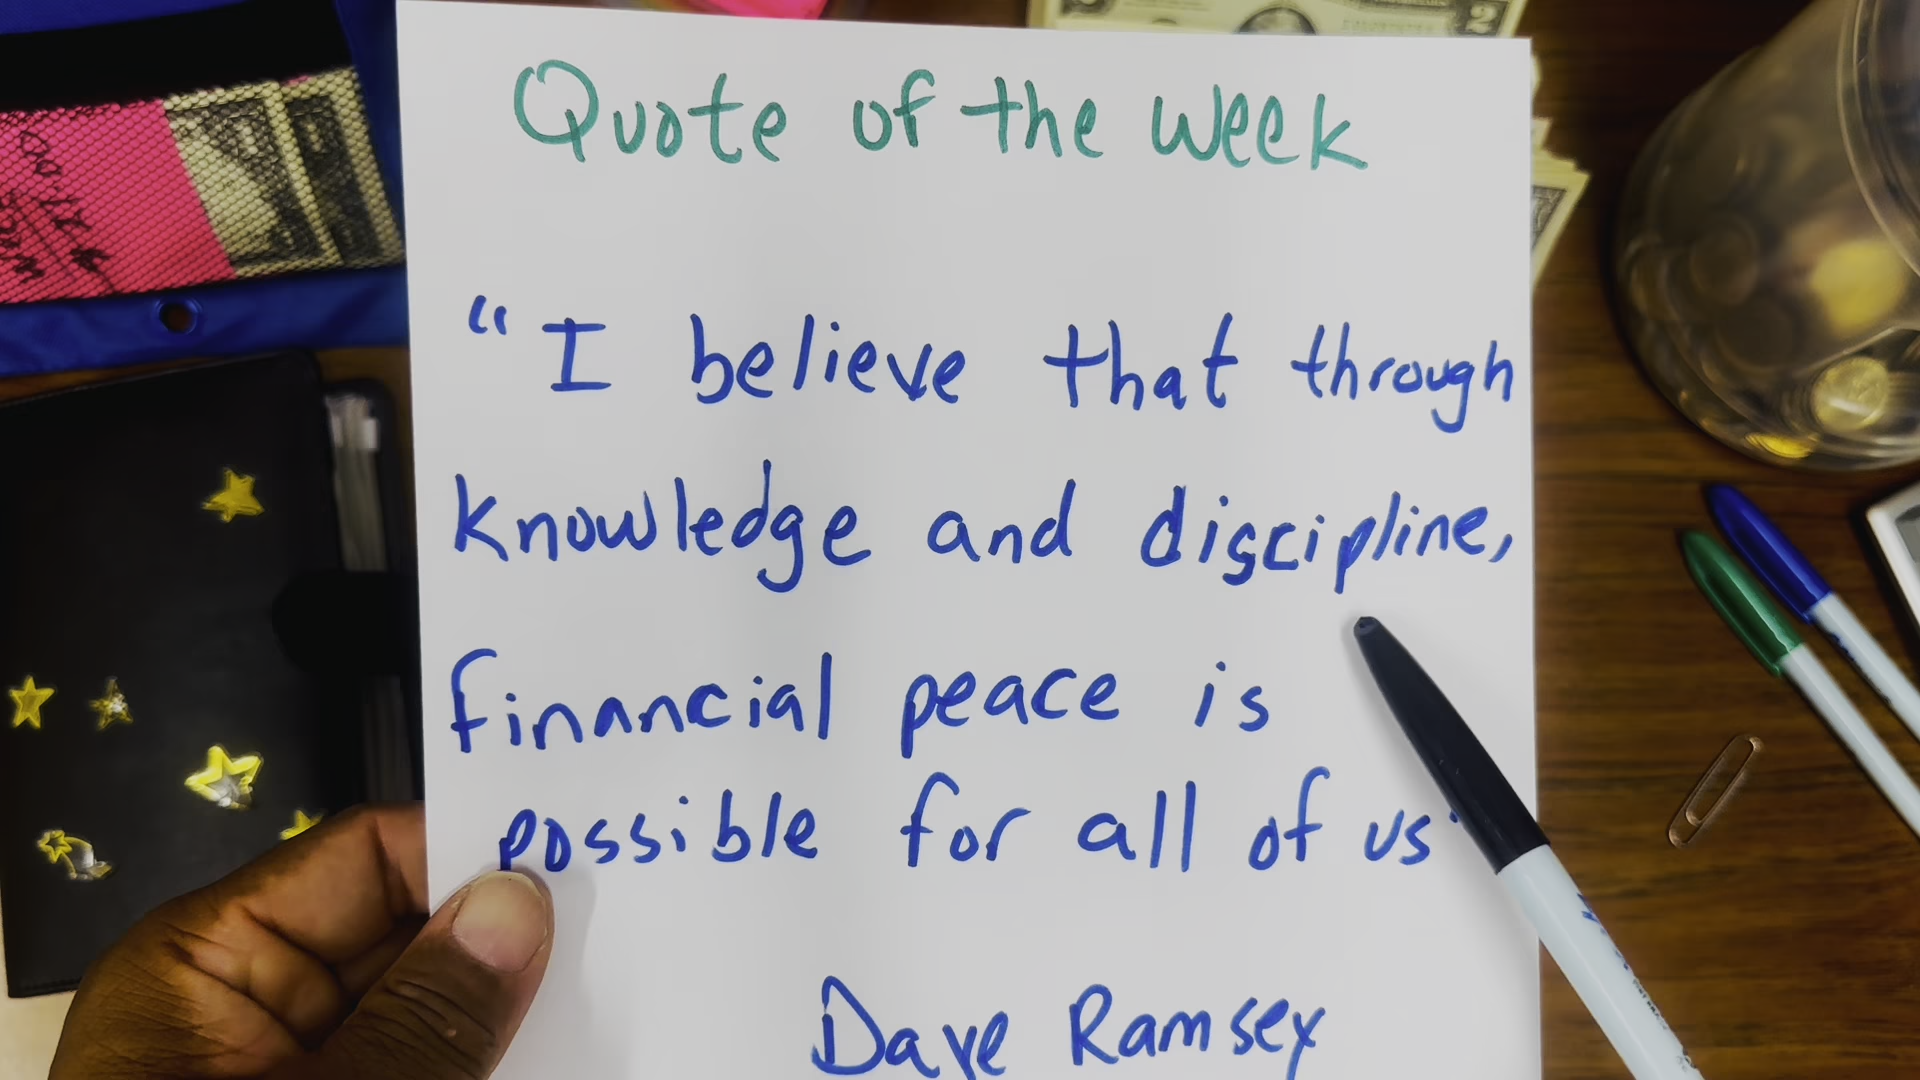 2
Quote of the week
“I believe that through
knowledge and discipline,
financial peace is
possible for all of us
Dave Ramsey